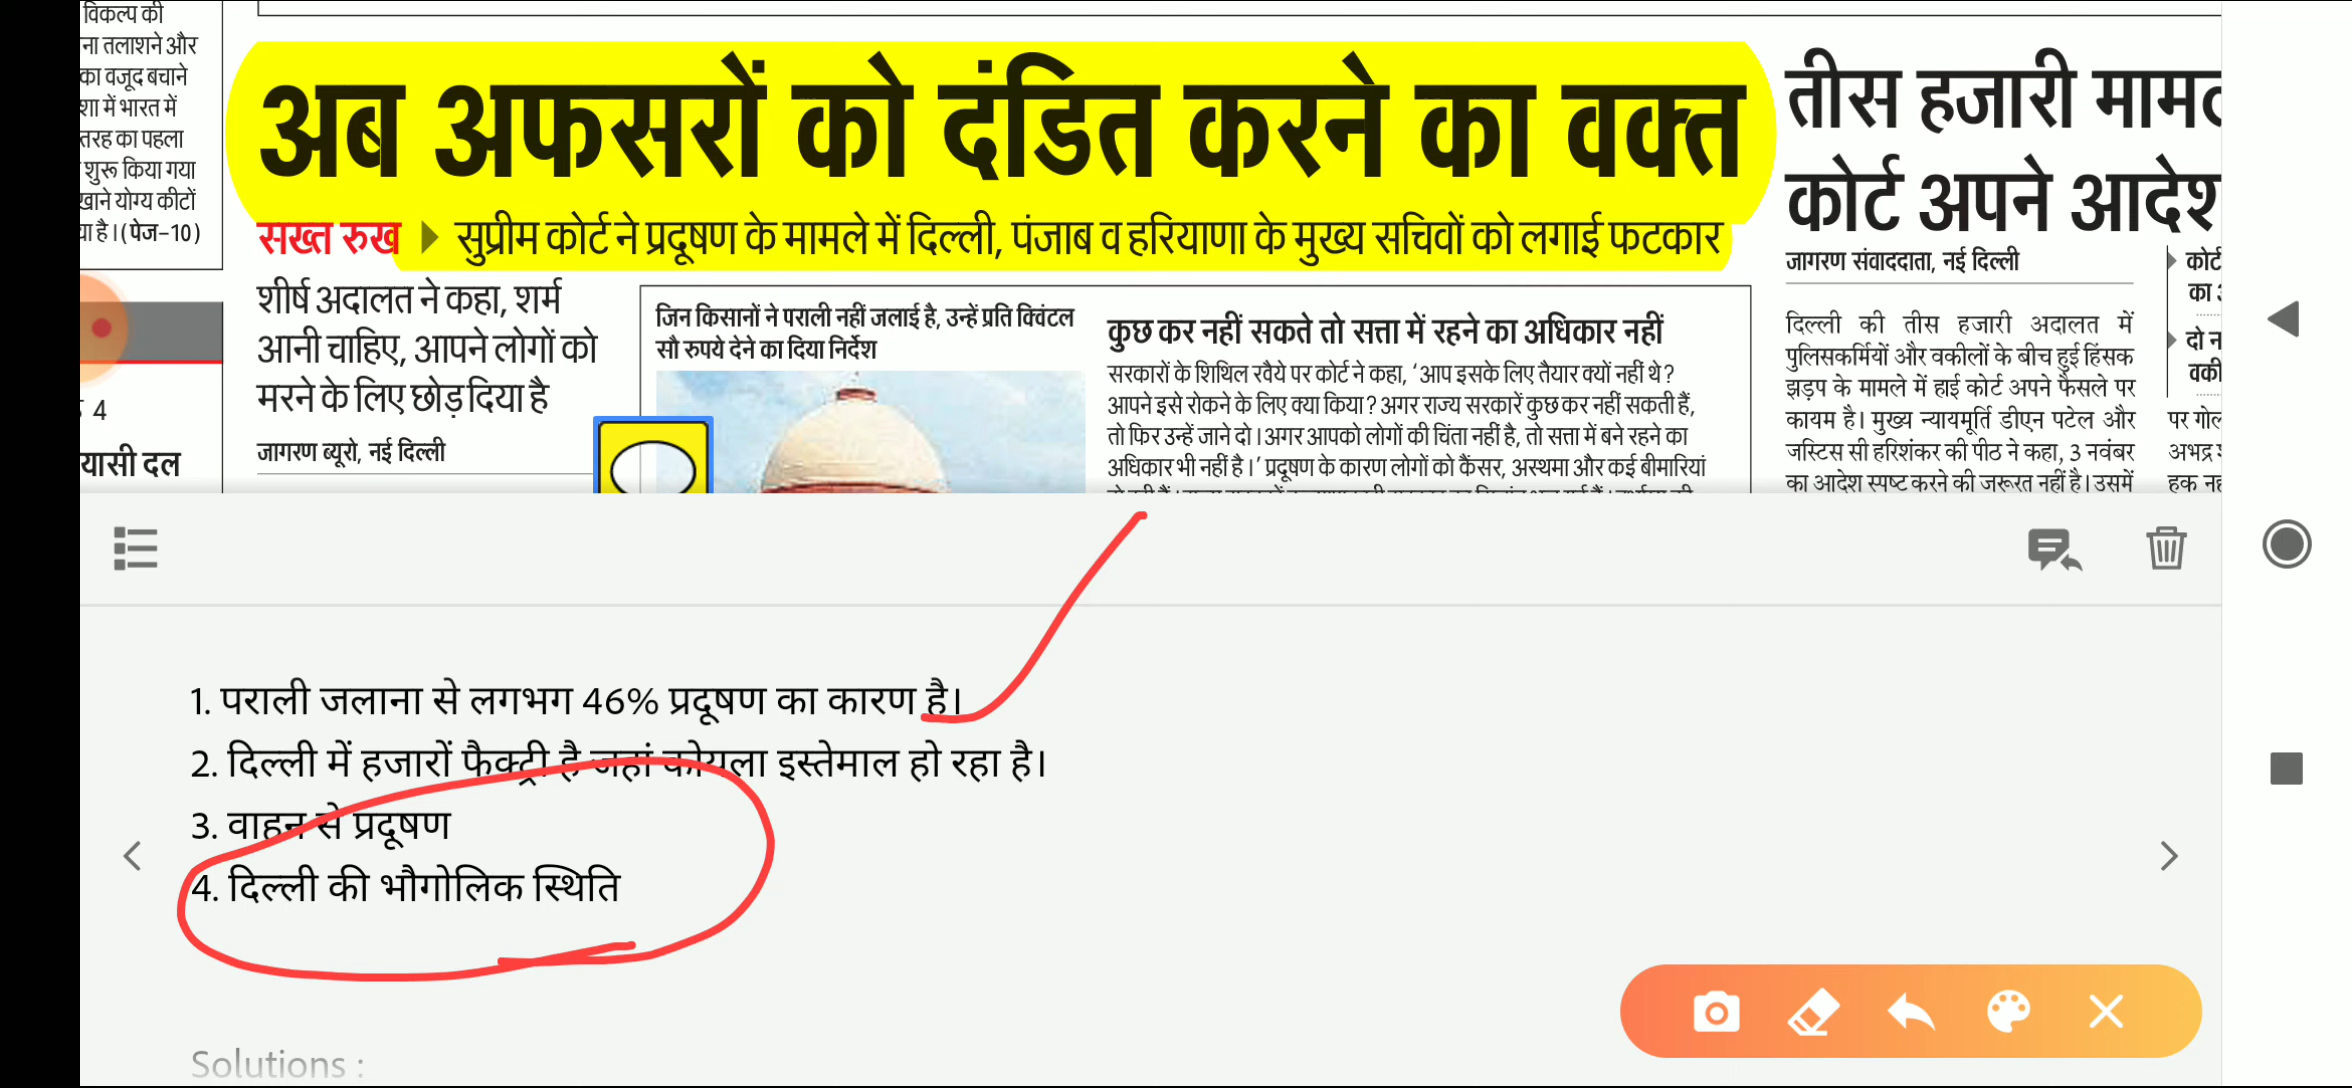 विकल्प की
ना तलाशने और
का वजूद बचाने
शा में भारत में
तरह का पहला
शुरू किया गया
खाने योग्य कीटों
या है। (पेज-10)
4
यासी दल
अब अफसरों को दंडित करने का वक्त
सख्त रुख ▶ सुप्रीम कोर्ट ने प्रदूषण के मामले में दिल्ली, पंजाब व हरियाणा के मुख्य सचिवों को लगाई फटकार
शीर्ष अदालत ने कहा, शर्म
आनी चाहिए, आपने लोगों को
मरने के लिए छोड़ दिया है
जागरण ब्यूरो, नई दिल्ली
जिन किसानों ने पराली नहीं जलाई है, उन्हें प्रति क्विंटल
सौ रुपये देने का दिया निर्देश
कुछ कर नहीं सकते तो सत्ता में रहने का अधिकार नहीं
सरकारों के शिथिल रवैये पर कोर्ट ने कहा, 'आप इसके लिए तैयार क्यों नहीं थे?
आपने इसे रोकने के लिए क्या किया? अगर राज्य सरकारें कुछ कर नहीं सकती हैं,
तो फिर उन्हें जाने दो। अगर आपको लोगों की चिंता नहीं है, तो सत्ता में बने रहने का
अधिकार भी नहीं है।' प्रदूषण के कारण लोगों को कैंसर, अस्थमा और कई बीमारियां
तीस हजारी माम
कोर्ट अपने आदेश
जागरण संवाददाता, नई दिल्ली
दिल्ली की तीस हजारी अदालत में
पुलिसकर्मियों और वकीलों के बीच हुई हिंसक
झड़प के मामले में हाई कोर्ट अपने फैसले पर
कायम है। मुख्य न्यायमूर्ति डीएन पटेल और
जस्टिस सी हरिशंकर की पीठ ने कहा, 3 नवंबर
का आदेश स्पष्ट करने की जरूरत नहीं है। उसमें
कोर्ट
का
दो न
वकी
पर गोल
अभद्र
हक नह
1. पराली जलाना से लगभग 46% प्रदूषण का कारण है।
2. दिल्ली में हजारों फैक्ट्री है जहां कोयला इस्तेमाल हो रहा है।
3. वाहन से प्रदूषण
4. दिल्ली की भौगोलिक स्थिति
Solutions :